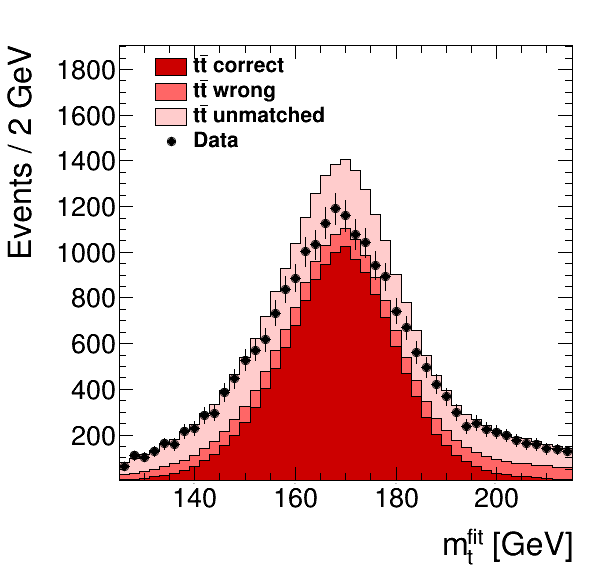 Events / 2 GeV
1800
1600
1400
1200
1000
800
600
400
200
tt̄ correct
tt̄ wrong
tt̄ unmatched
Data
140 160 180 200
m_t^fit [GeV]